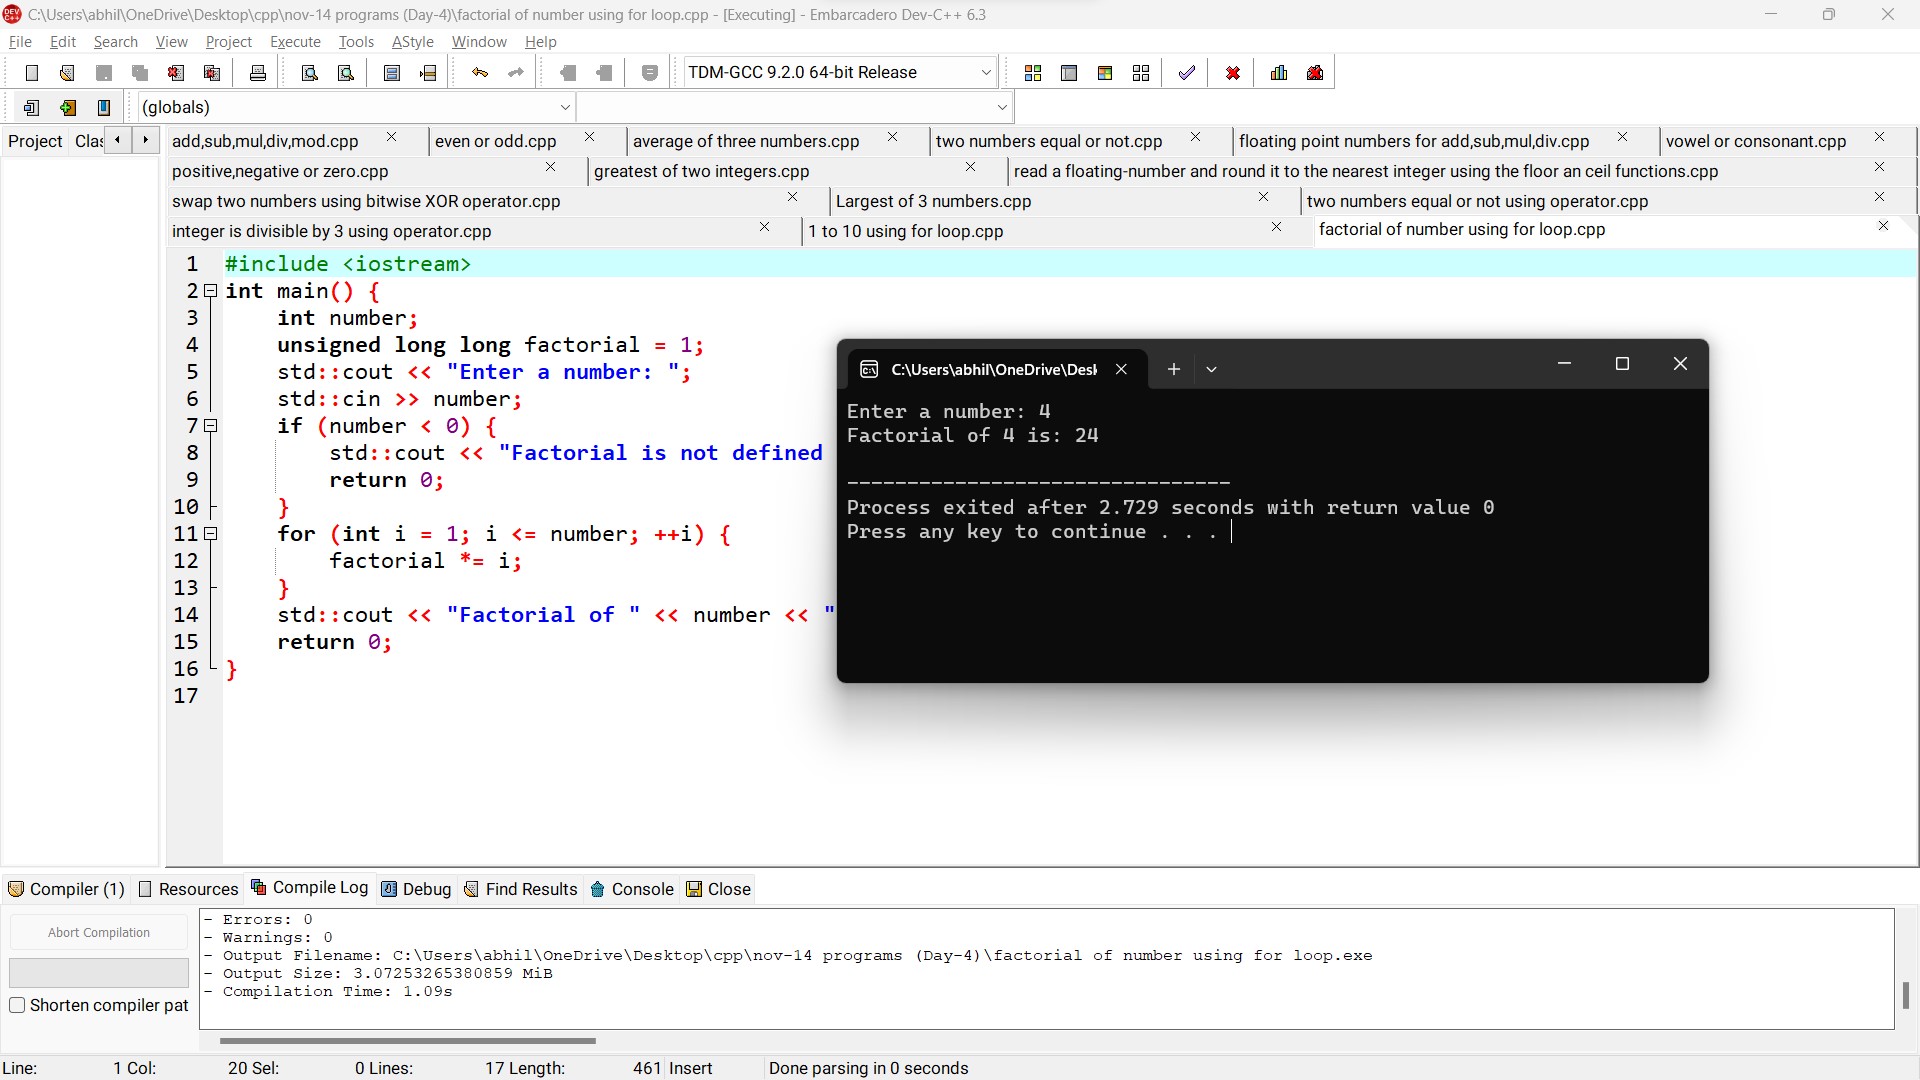 C:\Users\abhil\OneDrive\Desktop\cpp\nov-14 programs (Day-4)\factorial of number using for loop.cpp - [Executing] - Embarcadero Dev-C++ 6.3
File Edit Search View Project Execute Tools AStyle Window Help
TDM-GCC 9.2.0 64-bit Release
(globals)
Project Clas add,sub,mul,div,mod.cpp even or odd.cpp average of three numbers.cpp two numbers equal or not.cpp floating point numbers for add,sub,mul,div.cpp vowel or consonant.cpp
positive,negative or zero.cpp greatest of two integers.cpp read a floating-number and round it to the nearest integer using the floor an ceil functions.cpp
swap two numbers using bitwise XOR operator.cpp Largest of 3 numbers.cpp two numbers equal or not using operator.cpp
integer is divisible by 3 using operator.cpp 1 to 10 using for loop.cpp factorial of number using for loop.cpp
1 #include <iostream>
2 int main() {
3 int number;
4 unsigned long long factorial = 1;
5 std::cout << "Enter a number: ";
6 std::cin >> number;
7 if (number < 0) {
8 std::cout << "Factorial is not defined
9 return 0;
10 }
11 for (int i = 1; i <= number; ++i) {
12 factorial *= i;
13 }
14 std::cout << "Factorial of " << number << "
15 return 0;
16 }
17
C:\Users\abhil\OneDrive\Desk
Enter a number: 4
Factorial of 4 is: 24
--------------------------------
Process exited after 2.729 seconds with return value 0
Press any key to continue . . .
Compiler (1) Resources Compile Log Debug Find Results Console Close
Abort Compilation
Shorten compiler pat
- Errors: 0
- Warnings: 0
- Output Filename: C:\Users\abhil\OneDrive\Desktop\cpp\nov-14 programs (Day-4)\factorial of number using for loop.exe
- Output Size: 3.07253265380859 MiB
- Compilation Time: 1.09s
Line: 1 Col: 20 Sel: 0 Lines: 17 Length: 461 Insert Done parsing in 0 seconds